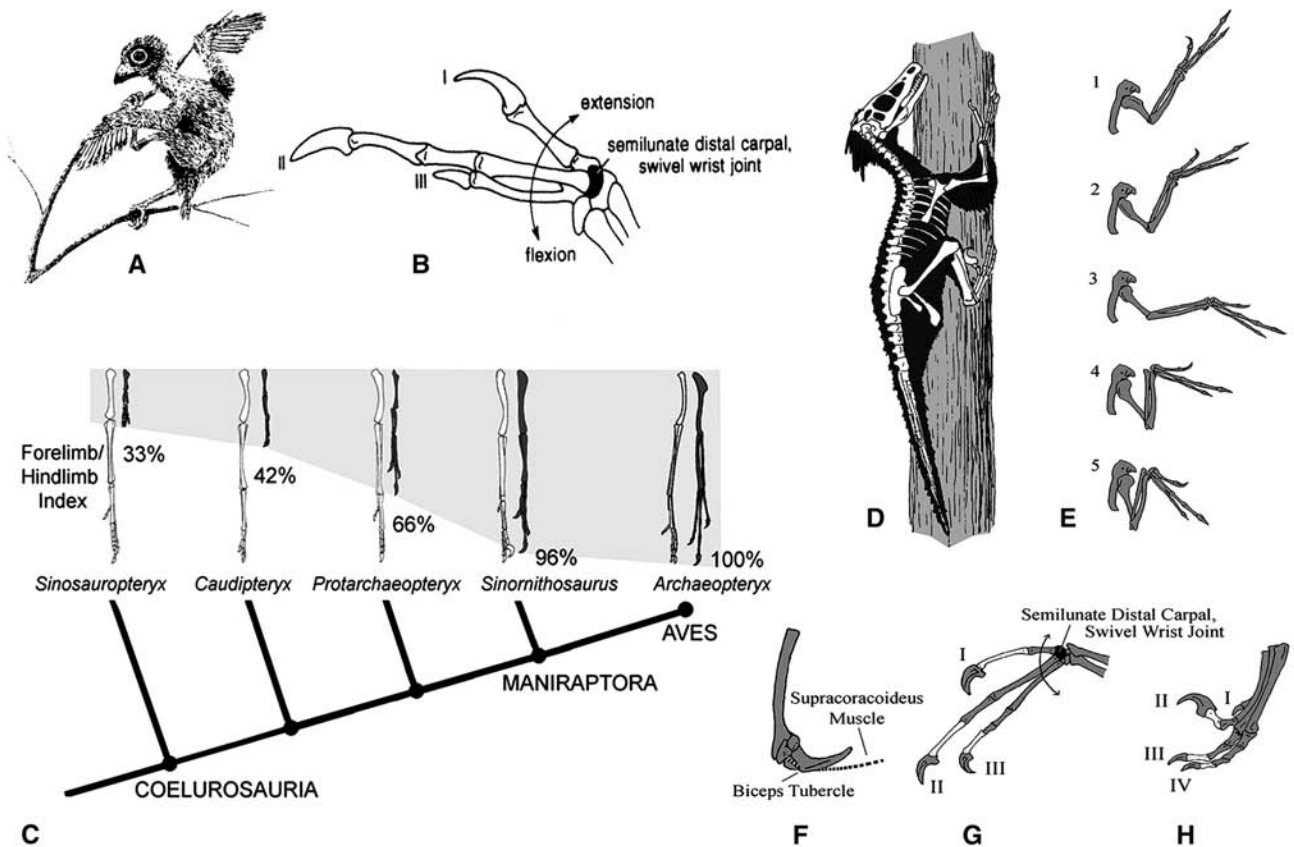 A
I
II
III
extension
semilunate distal carpal,
swivel wrist joint
flexion
B
Forelimb/
Hindlimb
Index
33%
42%
66%
96%
100%
Sinosauropteryx
Caudipteryx
Protarchaeopteryx
Sinornithosaurus
Archaeopteryx
AVES
MANIRAPTORA
COELUROSAURIA
C
D
1
2
3
4
5
E
Supracoracoideus
Muscle
Biceps Tubercle
F
Semilunate Distal Carpal,
Swivel Wrist Joint
I
II
III
G
I
II
III
IV
H